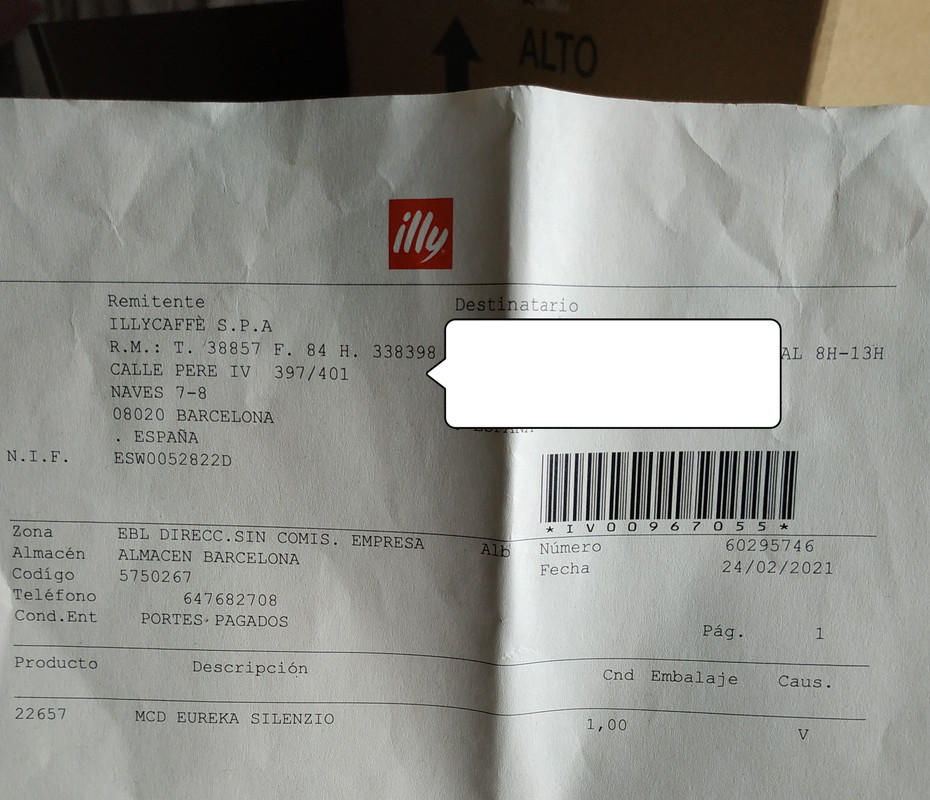 ALTO
illy
Remitente
Destinatario
ILLYCAFFÈ S.P.A
R.M.: T. 38857 F. 84 H. 338398
AL 8H-13H
CALLE PERE IV 397/401
NAVES 7-8
08020 BARCELONA
. ESPAÑA
ESPAÑA
N.I.F. ESW0052822D
*IV00967055*
Zona EBL DIRECC.SIN COMIS. EMPRESA
Alb Número 60295746
Almacén ALMACEN BARCELONA
Fecha 24/02/2021
Codígo 5750267
Teléfono 647682708
Cond.Ent PORTES PAGADOS
Pág. 1
Producto Descripción Cnd Embalaje Caus.
22657 MCD EUREKA SILENZIO 1,00 V